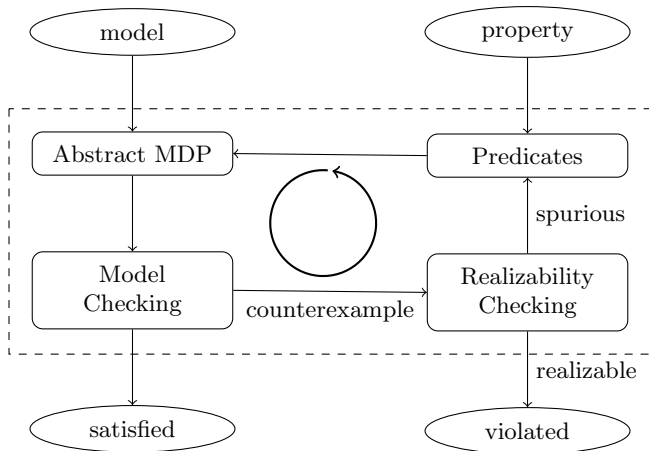 model
property
Abstract MDP
Predicates
spurious
Model
Checking
counterexample
Realizability
Checking
realizable
satisfied
violated